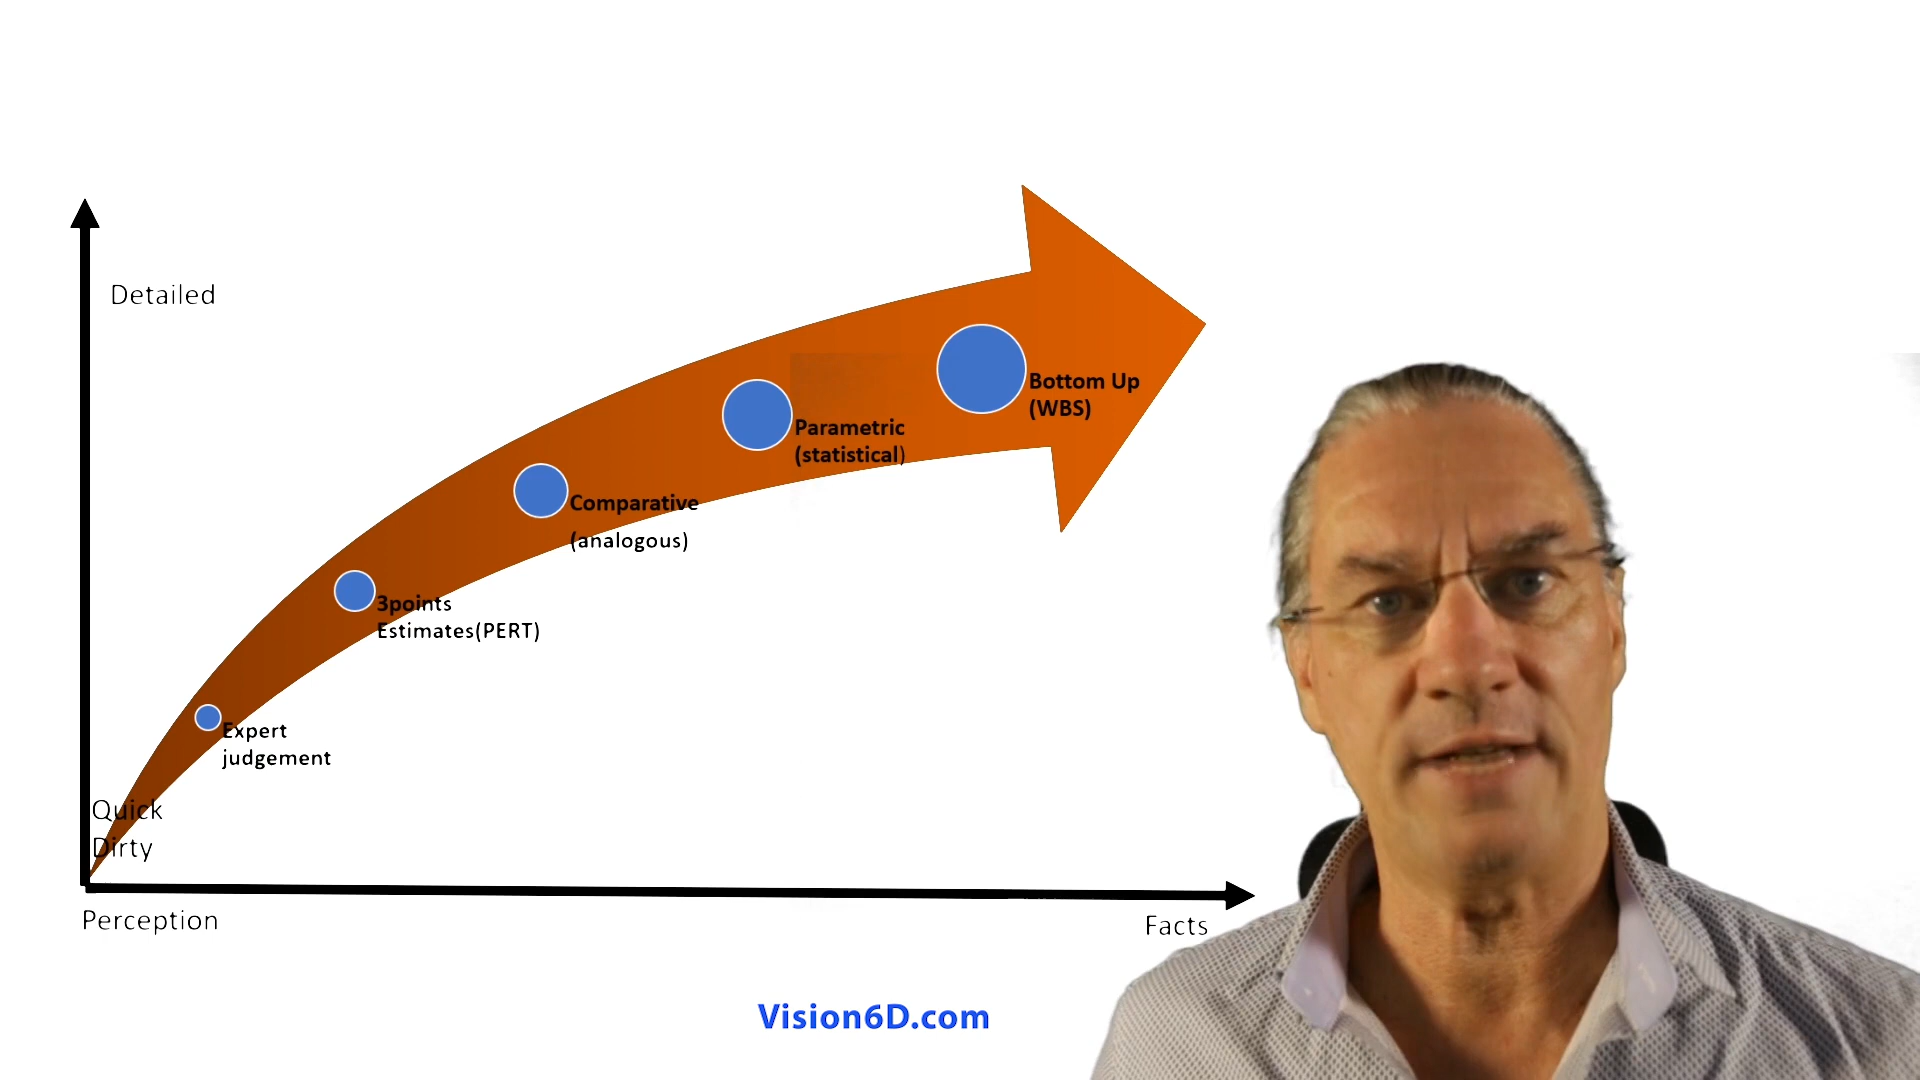 Detailed
Bottom Up
(WBS)
Parametric
(statistical)
Comparative
(analogous)
3points
Estimates(PERT)
Expert
judgement
Quick
Dirty
Perception
Facts
Vision6D.com